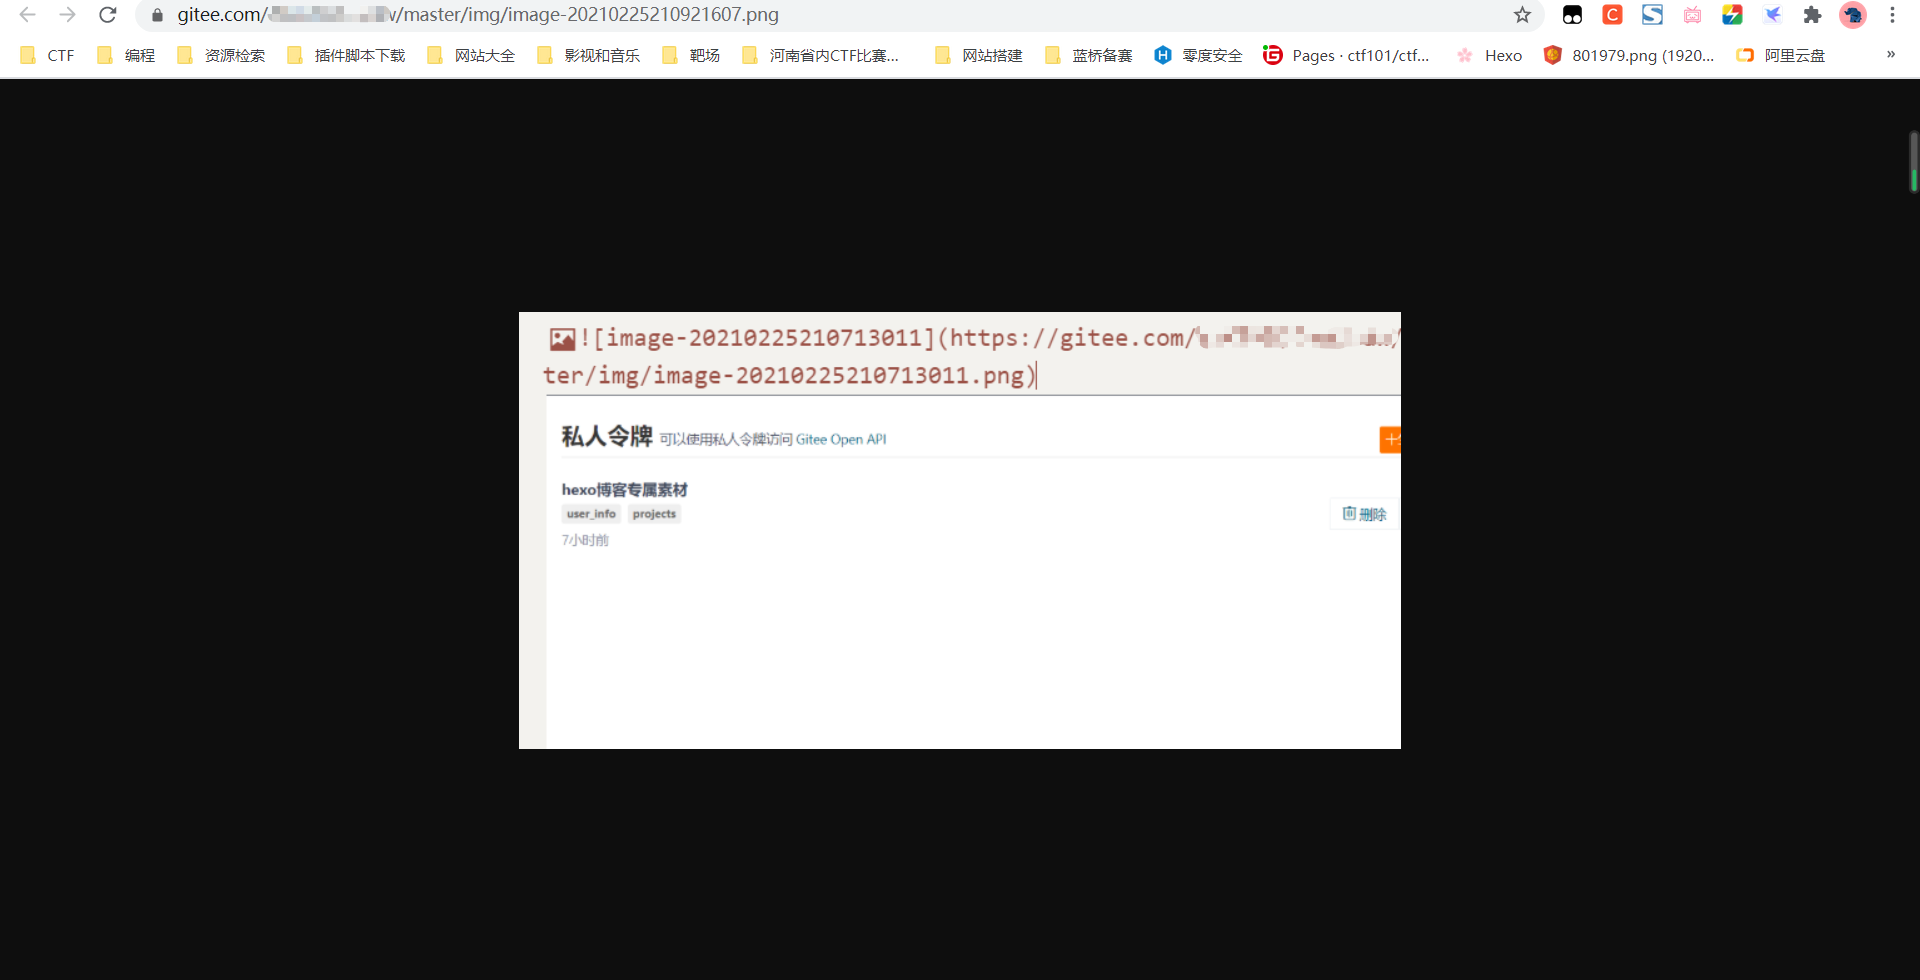 gitee.com/ w/master/img/image-20210225210921607.png
CTF 编程 资源检索 插件脚本下载 网站大全 影视和音乐 靶场 河南省内CTF比赛... 网站搭建 蓝桥备赛 零度安全 Pages · ctf101/ctf... Hexo 801979.png (1920... 阿里云盘 »
![image-20210225210713011](https://gitee.com/
ter/img/image-20210225210713011.png)
私人令牌 可以使用私人令牌访问 Gitee Open API
hexo博客专属素材
user_info projects
删除
7小时前